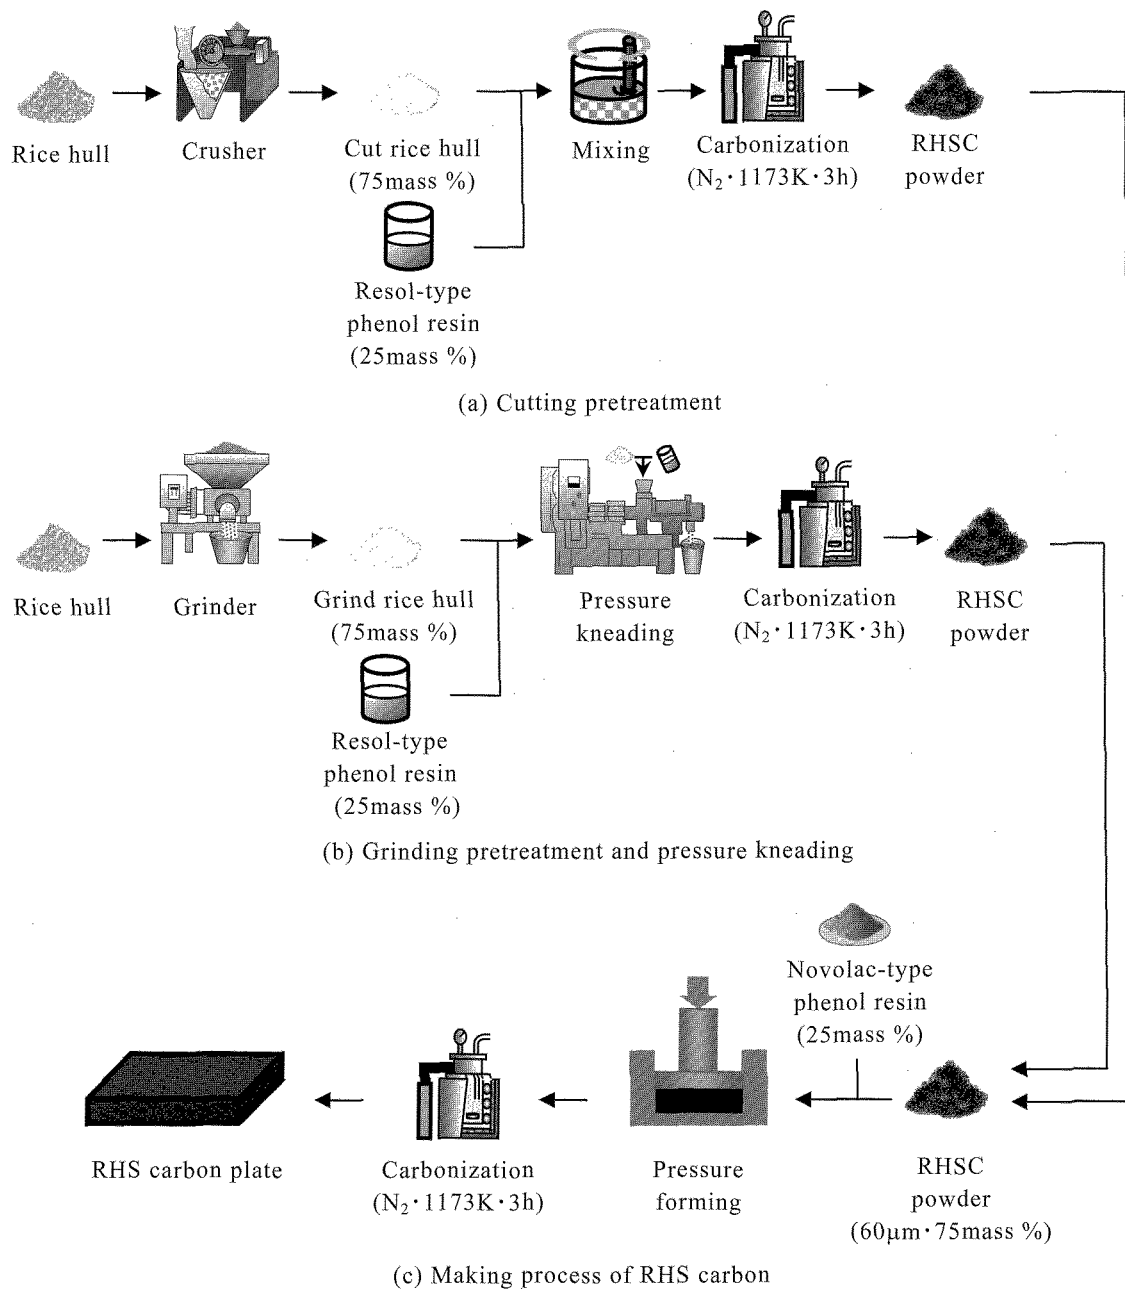 Rice hull
Crusher
Cut rice hull
(75mass %)
Mixing
Carbonization
(N₂·1173K·3h)
RHSC
powder
Resol-type
phenol resin
(25mass %)
(a) Cutting pretreatment
Rice hull
Grinder
Grind rice hull
(75mass %)
Pressure
kneading
Carbonization
(N₂·1173K·3h)
RHSC
powder
Resol-type
phenol resin
(25mass %)
(b) Grinding pretreatment and pressure kneading
Novolac-type
phenol resin
(25mass %)
RHS carbon plate
Carbonization
(N₂·1173K·3h)
Pressure
forming
RHSC
powder
(60μm·75mass %)
(c) Making process of RHS carbon